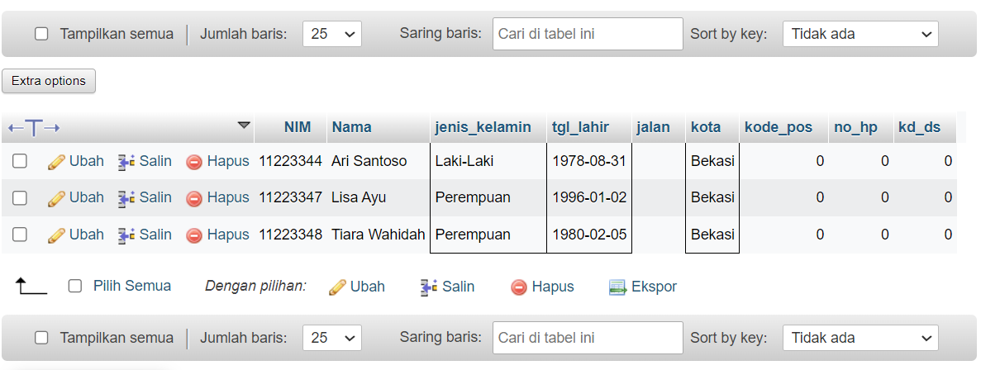 Tampilkan semua Jumlah baris: 25 Saring baris: Cari di tabel ini Sort by key: Tidak ada
Extra options
NIM Nama jenis_kelamin tgl_lahir jalan kota kode_pos no_hp kd_ds
Ubah Salin Hapus 11223344 Ari Santoso Laki-Laki 1978-08-31 Bekasi 0 0 0
Ubah Salin Hapus 11223347 Lisa Ayu Perempuan 1996-01-02 Bekasi 0 0 0
Ubah Salin Hapus 11223348 Tiara Wahidah Perempuan 1980-02-05 Bekasi 0 0 0
Pilih Semua Dengan pilihan: Ubah Salin Hapus Ekspor
Tampilkan semua Jumlah baris: 25 Saring baris: Cari di tabel ini Sort by key: Tidak ada